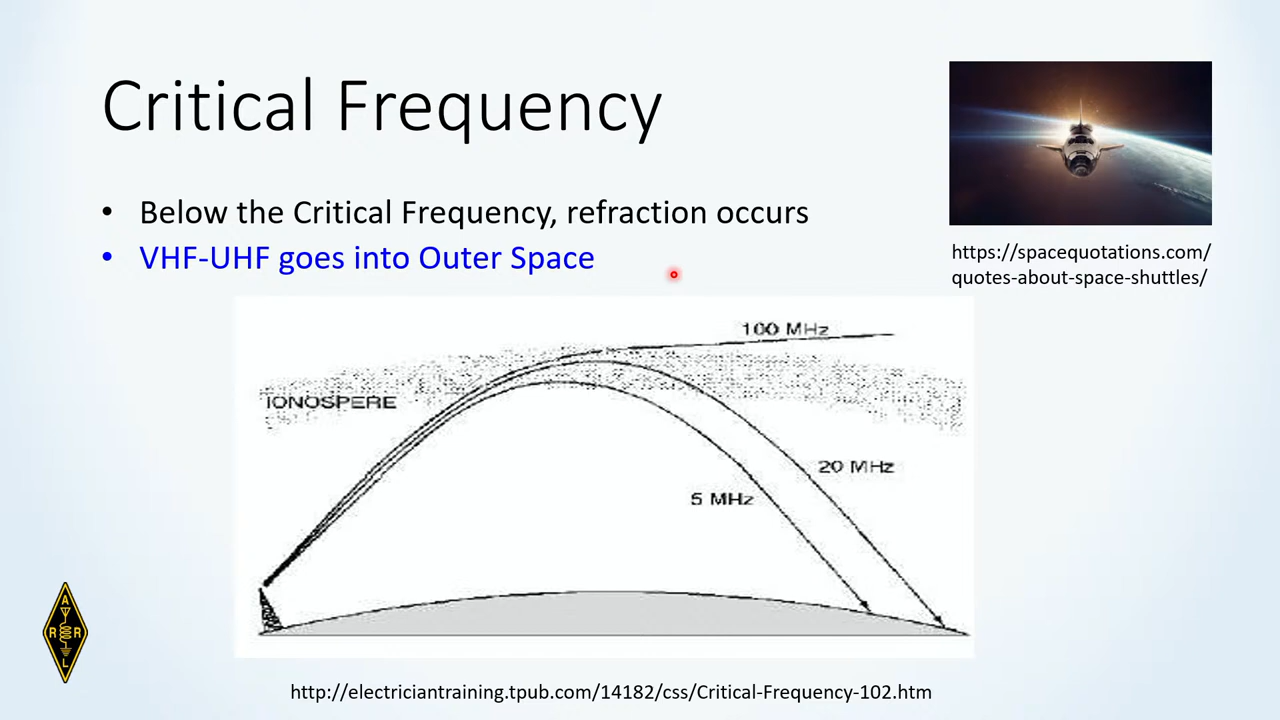 Critical Frequency
• Below the Critical Frequency, refraction occurs
• VHF-UHF goes into Outer Space
https://spacequotations.com/
quotes-about-space-shuttles/
100 MHz
IONOSPERE
20 MHz
5 MHz
A
R R
L
http://electriciantraining.tpub.com/14182/css/Critical-Frequency-102.htm